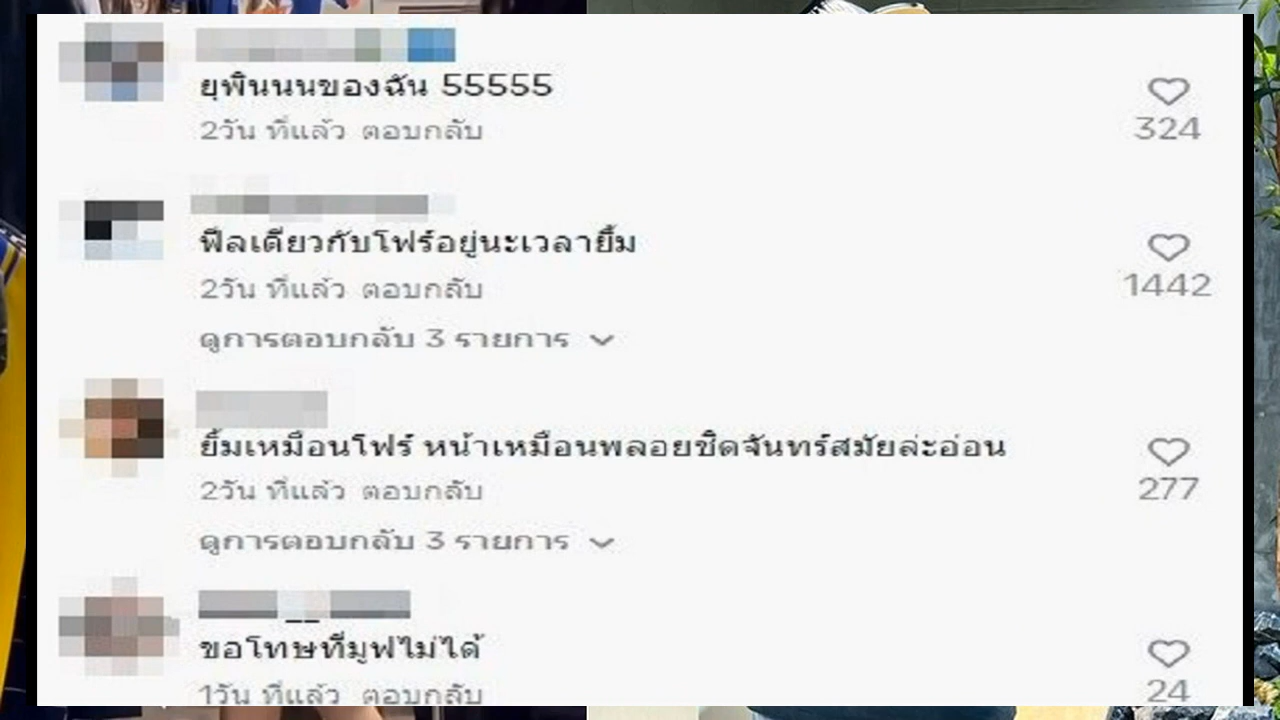 ยุพินนนของฉัน 55555
2วัน ที่แล้ว ตอบกลับ
324
ฟีลเดียวกับโฟร์อยู่นะเวลายิ้ม
2วัน ที่แล้ว ตอบกลับ
1442
ดูการตอบกลับ 3 รายการ
ยิ้มเหมือนโฟร์ หน้าเหมือนพลอยชิดจันทร์สมัยล่ะอ่อน
2วัน ที่แล้ว ตอบกลับ
277
ดูการตอบกลับ 3 รายการ
ขอโทษที่มูฟไม่ได้
1วัน ที่แล้ว ตอบกลับ
24